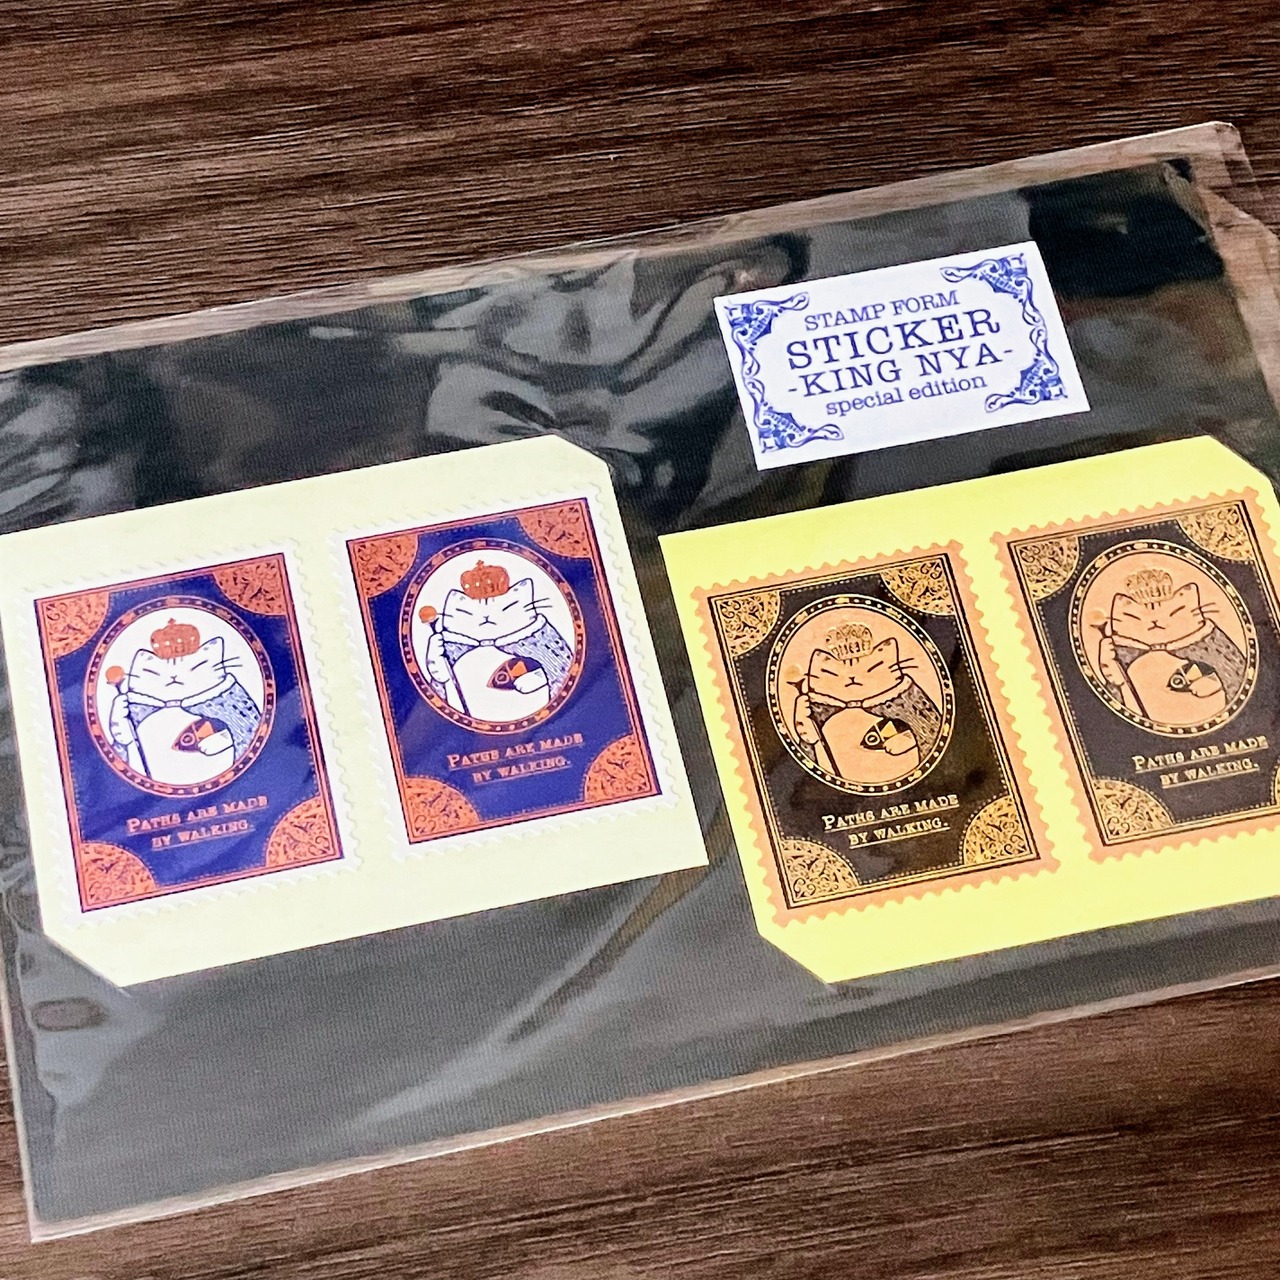 STAMP FORM
STICKER
-KING NYA-
special edition
PATHS ARE MADE
BY WALKING.
PATHS ARE MADE
BY WALKING.
PATHS ARE MADE
BY WALKING.
PATHS ARE MADE
BY WALKING.